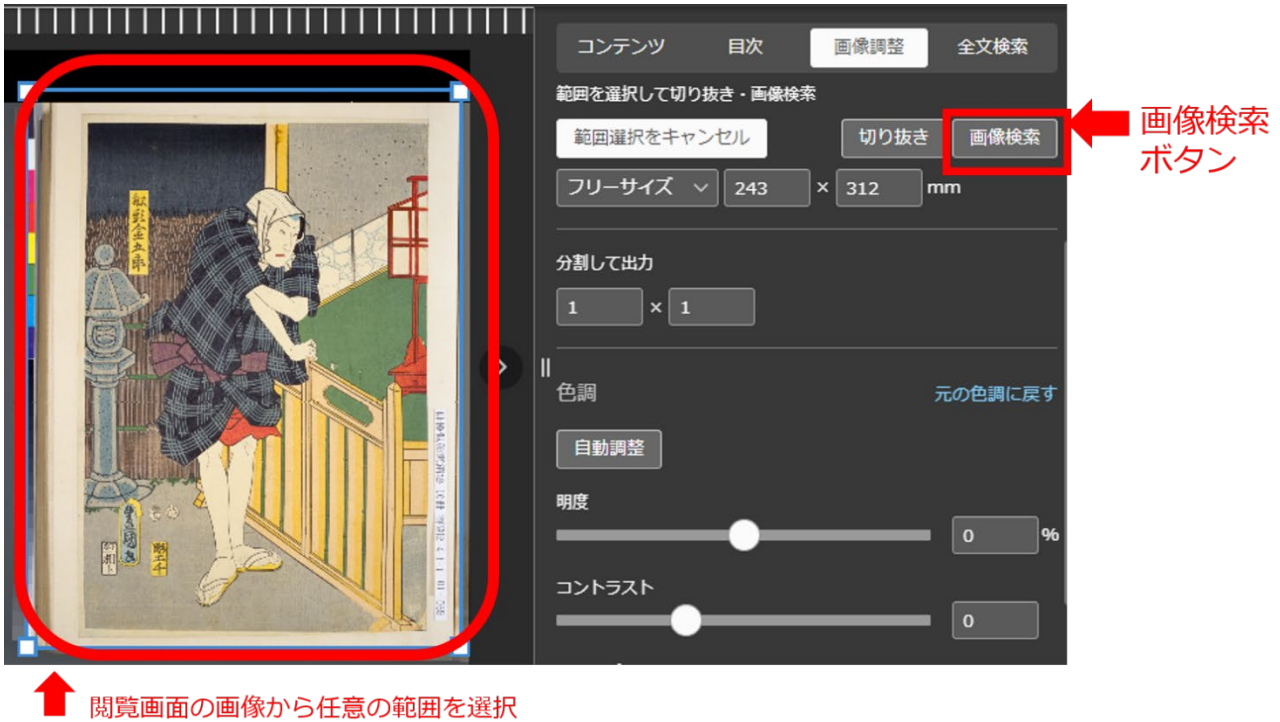 コンテンツ
目次
画像調整
全文検索
範囲を選択して切り抜き・画像検索
範囲選択をキャンセル
切り抜き
画像検索
フリーサイズ
243
×
312
mm
分割して出力
1
×
1
色調
元の色調に戻す
自動調整
明度
0
%
コントラスト
0
画像検索
ボタン
閲覧画面の画像から任意の範囲を選択